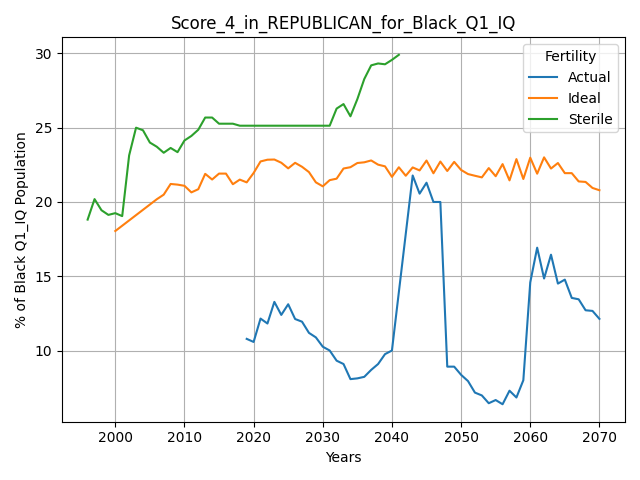 Score_4_in_REPUBLICAN_for_Black_Q1_IQ
% of Black Q1_IQ Population
30
25
20
15
10
Fertility
Actual
Ideal
Sterile
2000 2010 2020 2030 2040 2050 2060 2070
Years